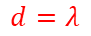 d = λ